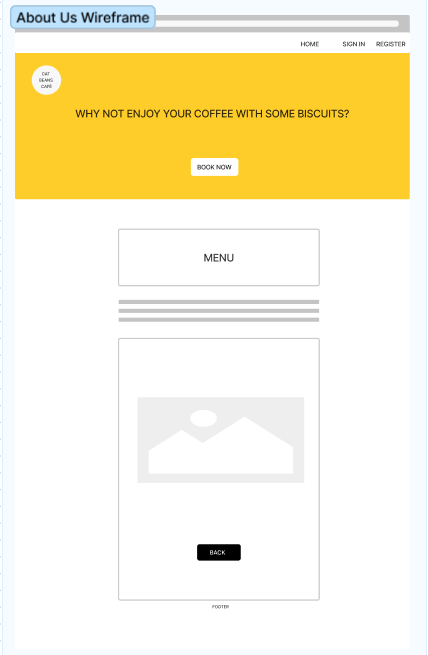 About Us Wireframe
HOME SIGN IN REGISTER
CAT
BEANS
CAFE
WHY NOT ENJOY YOUR COFFEE WITH SOME BISCUITS?
BOOK NOW
MENU
BACK
FOOTER